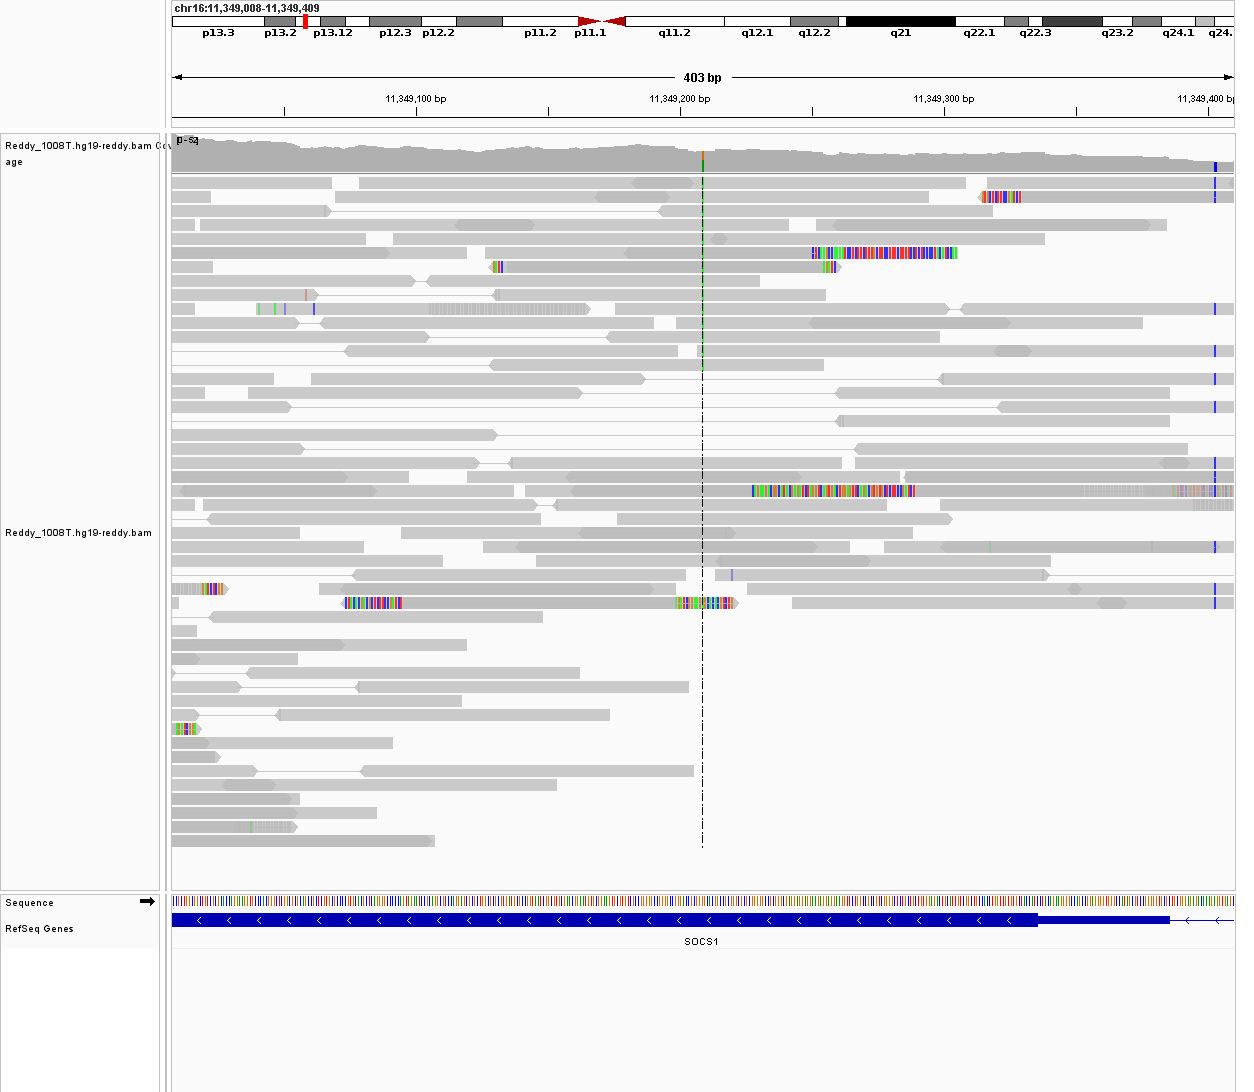 chr16:11,349,008-11,349,409
p13.3 p13.2 p13.12 p12.3 p12.2 p11.2 p11.1 q11.2 q12.1 q12.2 q21 q22.1 q22.3 q23.2 q24.1 q24.
403 bp
11,349,100 bp 11,349,200 bp 11,349,300 bp 11,349,400 bp
Reddy_1008T.hg19-reddy.bam Cov
age
[0-62]
Reddy_1008T.hg19-reddy.bam
Sequence
RefSeq Genes
SOCS1